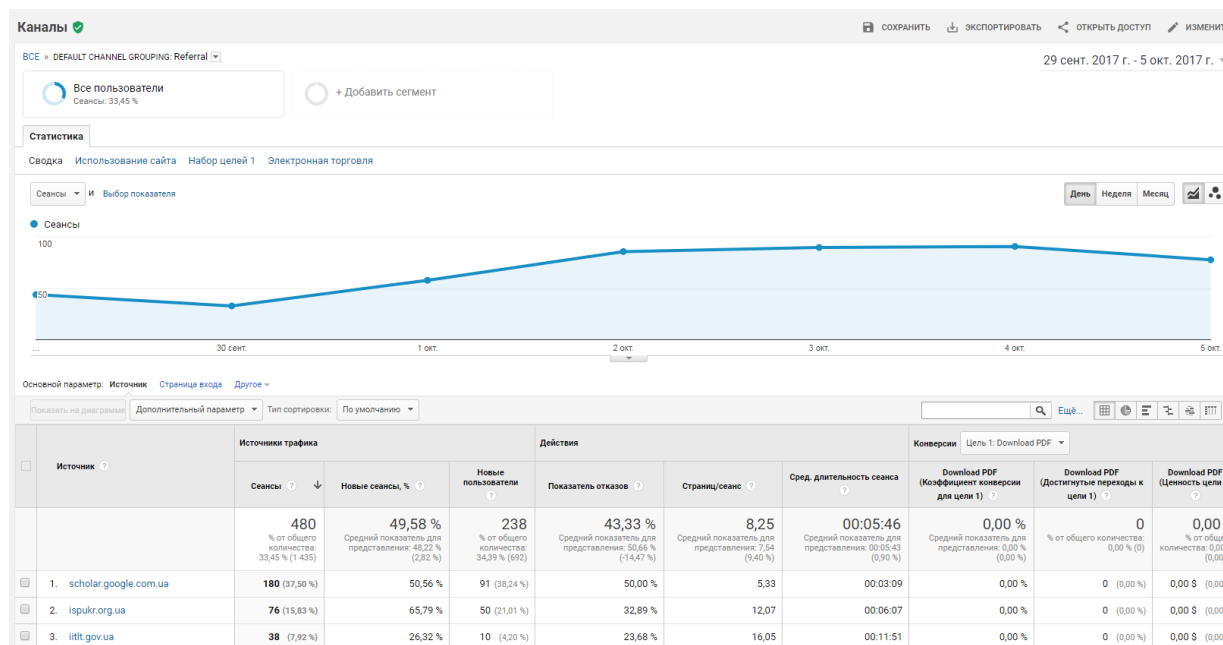 Каналы
СОХРАНИТЬ ЭКСПОРТИРОВАТЬ ОТКРЫТЬ ДОСТУП ИЗМЕНИТ
ВСЕ » DEFAULT CHANNEL GROUPING: Referral
29 сент. 2017 г. - 5 окт. 2017 г.
Все пользователи
Сеансы: 33,45 %
+ Добавить сегмент
Статистика
Сводка Использование сайта Набор целей 1 Электронная торговля
Сеансы и Выбор показателя
День Неделя Месяц
Сеансы
100
50
... 30 сент. 1 окт. 2 окт. 3 окт. 4 окт. 5 окт.
Основной параметр: Источник Страница входа Другое
Показать на диаграмме Дополнительный параметр Тип сортировки: По умолчанию
Ещё...
Источник ?
Источники трафика
Действия
Конверсии Цель 1: Download PDF
Сеансы ?
Новые сеансы, % ?
Новые
пользователи
?
Показатель отказов ?
Страниц/сеанс ?
Сред. длительность сеанса
?
Download PDF
(Коэффициент конверсии
для цели 1) ?
Download PDF
(Достигнутые переходы к
цели 1) ?
Download PDF
(Ценность цели
?
480
% от общего
количества:
33,45 % (1 435)
49,58 %
Средний показатель для
представления: 48,22 %
(2,82 %)
238
% от общего
количества:
34,39 % (692)
43,33 %
Средний показатель для
представления: 50,66 %
(-14,47 %)
8,25
Средний показатель для
представления: 7,54
(9,40 %)
00:05:46
Средний показатель для
представления: 00:05:43
(0,90 %)
0,00 %
Средний показатель для
представления: 0,00 %
(0,00 %)
0
% от общего количества:
0,00 % (0)
0,00
% от обще
количества: 0,00
(0,00
1. scholar.google.com.ua 180 (37,50 %) 50,56 % 91 (38,24 %) 50,00 % 5,33 00:03:09 0,00 % 0 (0,00 %) 0,00 $ (0,00
2. ispukr.org.ua 76 (15,83 %) 65,79 % 50 (21,01 %) 32,89 % 12,07 00:06:07 0,00 % 0 (0,00 %) 0,00 $ (0,00
3. iitlt.gov.ua 38 (7,92 %) 26,32 % 10 (4,20 %) 23,68 % 16,05 00:11:51 0,00 % 0 (0,00 %) 0,00 $ (0,00